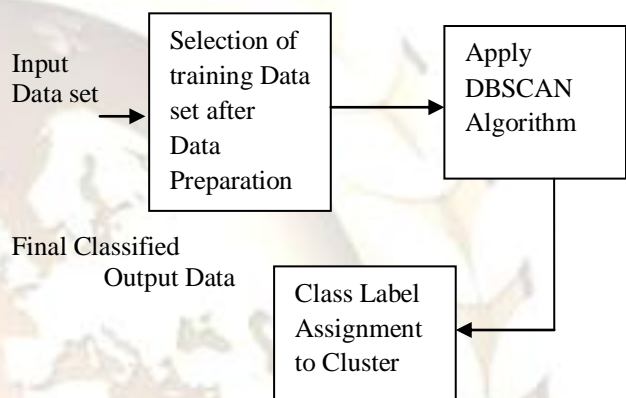 Input
Data set
Selection of
training Data
set after
Data
Preparation
Apply
DBSCAN
Algorithm
Final Classified
Output Data
Class Label
Assignment
to Cluster